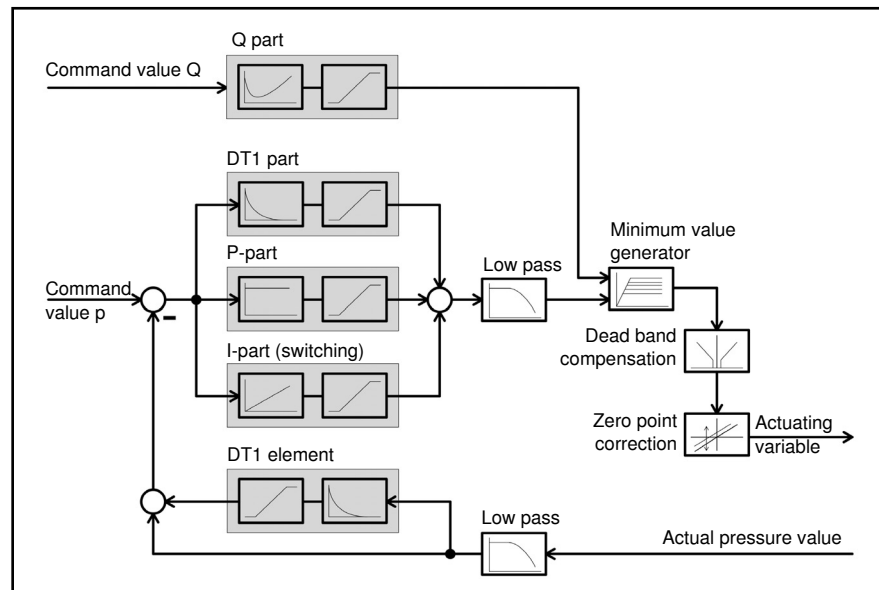 Q part
Command value Q
DT1 part
Minimum value
generator
P-part
Low pass
Command
value p
-
Dead band
compensation
I-part (switching)
Zero point
correction
Actuating
variable
DT1 element
Low pass
Actual pressure value